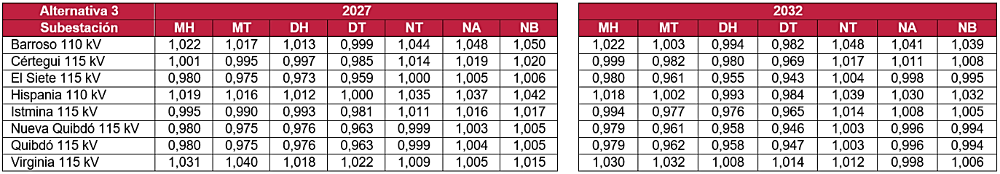 Alternativa 3 2027 2032
Subestación MH MT DH DT NT NA NB MH MT DH DT NT NA NB
Barroso 110 kV 1,022 1,017 1,013 0,999 1,044 1,048 1,050 1,022 1,003 0,994 0,982 1,048 1,041 1,039
Cértegui 115 kV 1,001 0,995 0,997 0,985 1,014 1,019 1,020 0,999 0,982 0,980 0,969 1,017 1,011 1,008
El Siete 115 kV 0,980 0,975 0,973 0,959 1,000 1,005 1,006 0,980 0,961 0,955 0,943 1,004 0,998 0,995
Hispania 110 kV 1,019 1,016 1,012 1,000 1,035 1,037 1,042 1,018 1,002 0,993 0,984 1,039 1,030 1,032
Istmina 115 kV 0,995 0,990 0,993 0,981 1,011 1,016 1,017 0,994 0,977 0,976 0,965 1,014 1,008 1,005
Nueva Quibdó 115 kV 0,980 0,975 0,976 0,963 0,999 1,003 1,005 0,979 0,961 0,958 0,946 1,003 0,996 0,994
Quibdó 115 kV 0,980 0,975 0,976 0,963 0,999 1,004 1,005 0,979 0,962 0,958 0,947 1,003 0,996 0,994
Virginia 115 kV 1,031 1,040 1,018 1,022 1,009 1,005 1,015 1,030 1,032 1,008 1,014 1,012 0,998 1,006